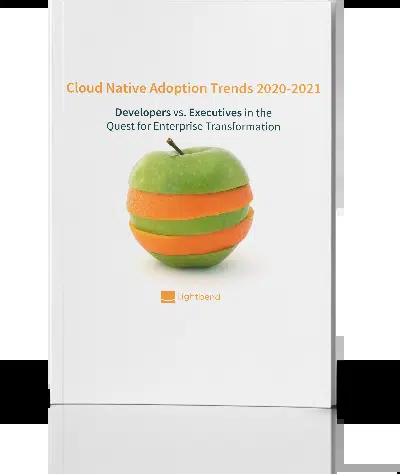 Cloud Native Adoption Trends 2020-2021
Developers vs. Executives in the
Quest for Enterprise Transformation
Lightbend